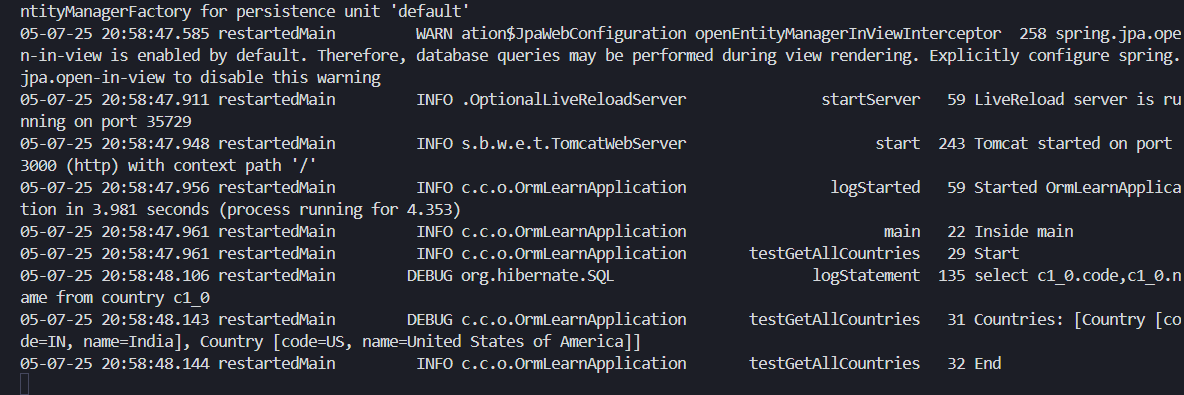 ntityManagerFactory for persistence unit 'default'
05-07-25 20:58:47.585 restartedMain         WARN ation$JpaWebConfiguration openEntityManagerInViewInterceptor  258 spring.jpa.ope
n-in-view is enabled by default. Therefore, database queries may be performed during view rendering. Explicitly configure spring.
jpa.open-in-view to disable this warning
05-07-25 20:58:47.911 restartedMain         INFO .OptionalLiveReloadServer               startServer   59 LiveReload server is ru
nning on port 35729
05-07-25 20:58:47.948 restartedMain         INFO s.b.w.e.t.TomcatWebServer                     start  243 Tomcat started on port 
3000 (http) with context path '/'
05-07-25 20:58:47.956 restartedMain         INFO c.c.o.OrmLearnApplication                logStarted   59 Started OrmLearnApplica
tion in 3.981 seconds (process running for 4.353)
05-07-25 20:58:47.961 restartedMain         INFO c.c.o.OrmLearnApplication                      main   22 Inside main
05-07-25 20:58:47.961 restartedMain         INFO c.c.o.OrmLearnApplication       testGetAllCountries   29 Start
05-07-25 20:58:48.106 restartedMain        DEBUG org.hibernate.SQL                      logStatement  135 select c1_0.code,c1_0.n
ame from country c1_0
05-07-25 20:58:48.143 restartedMain        DEBUG c.c.o.OrmLearnApplication       testGetAllCountries   31 Countries: [Country [co
de=IN, name=India], Country [code=US, name=United States of America]]
05-07-25 20:58:48.144 restartedMain         INFO c.c.o.OrmLearnApplication       testGetAllCountries   32 End